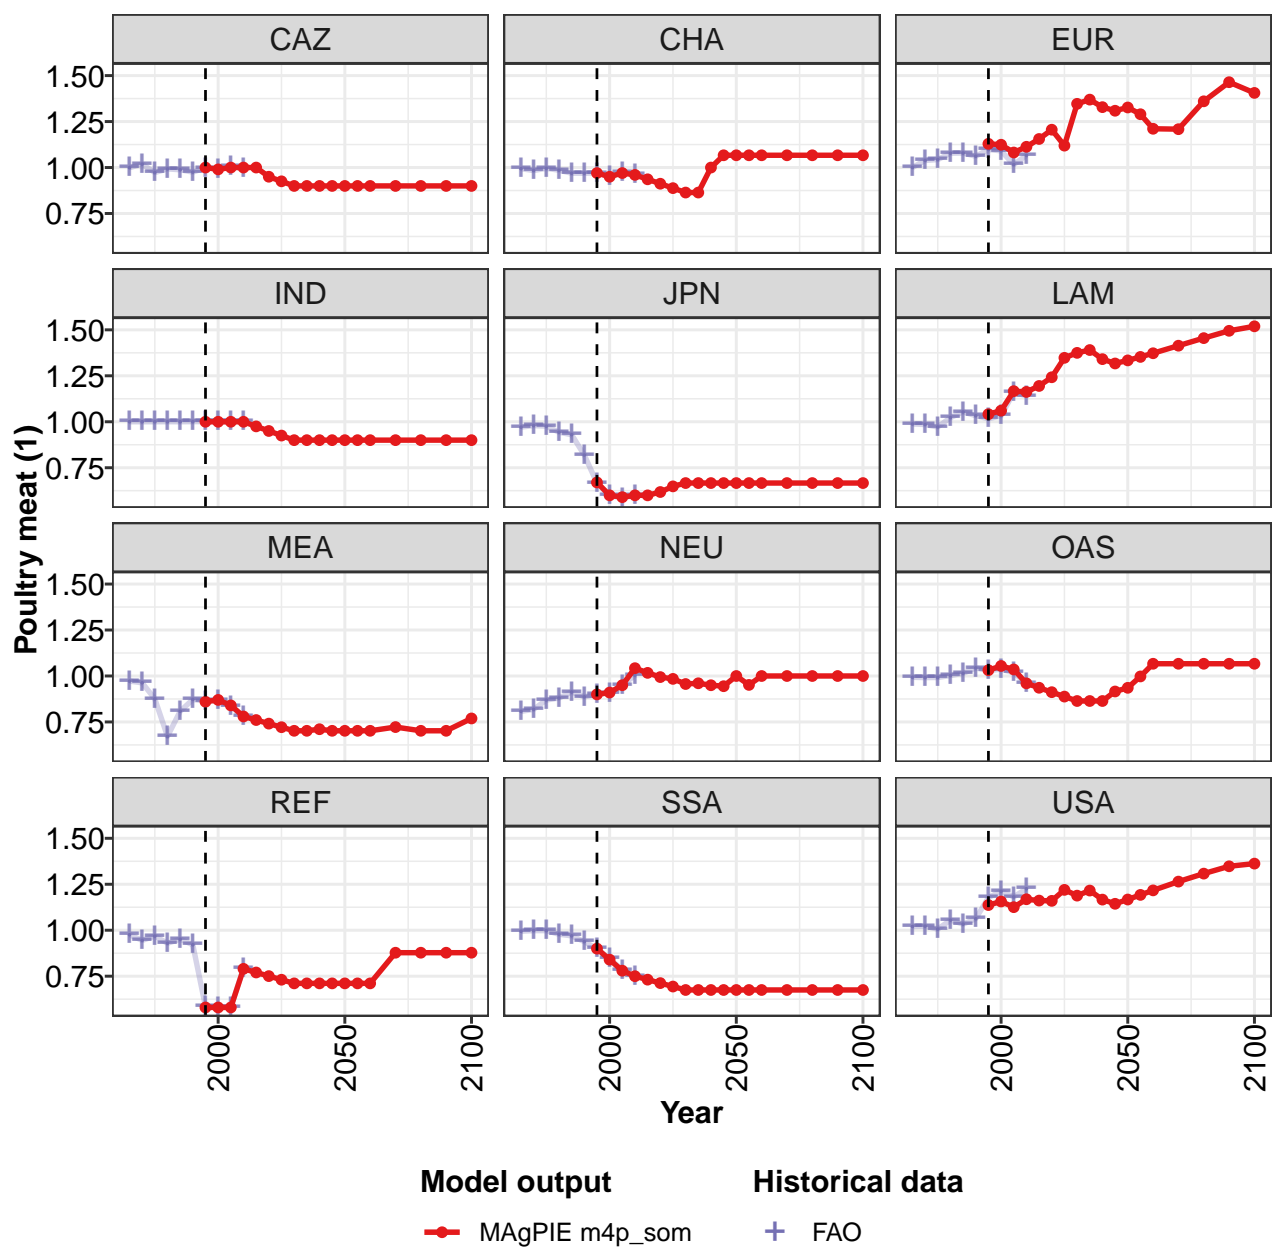 CAZ CHA EUR
1.50
1.25
1.00
0.75
IND JPN LAM
1.50
1.25
1.00
0.75
MEA NEU OAS
1.50
1.25
1.00
0.75
REF SSA USA
1.50
1.25
1.00
0.75
Poultry meat (1)
2000 2050 2100 2000 2050 2100 2000 2050 2100
Year
Model output Historical data
MAgPIE m4p_som FAO